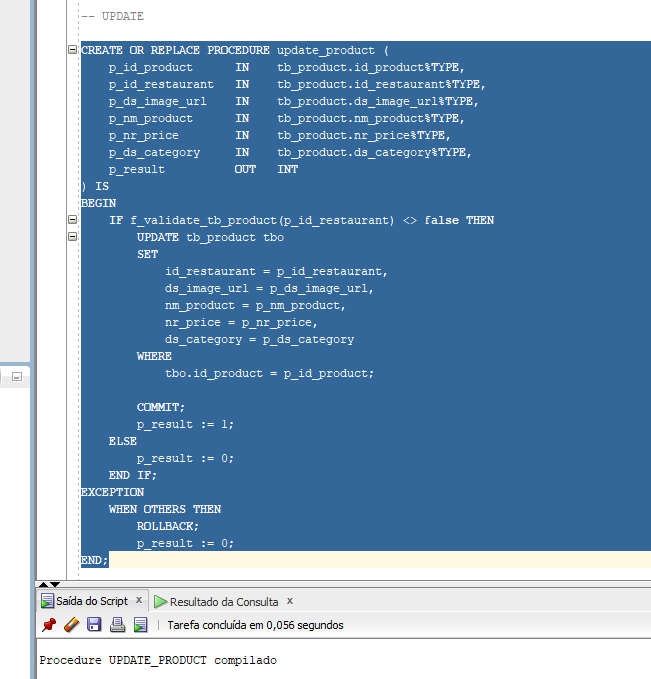 -- UPDATE
CREATE OR REPLACE PROCEDURE update_product (
    p_id_product      IN    tb_product.id_product%TYPE,
    p_id_restaurant   IN    tb_product.id_restaurant%TYPE,
    p_ds_image_url    IN    tb_product.ds_image_url%TYPE,
    p_nm_product      IN    tb_product.nm_product%TYPE,
    p_nr_price        IN    tb_product.nr_price%TYPE,
    p_ds_category     IN    tb_product.ds_category%TYPE,
    p_result          OUT   INT
) IS
BEGIN
    IF f_validate_tb_product(p_id_restaurant) <> false THEN
        UPDATE tb_product tbo
        SET
            id_restaurant = p_id_restaurant,
            ds_image_url = p_ds_image_url,
            nm_product = p_nm_product,
            nr_price = p_nr_price,
            ds_category = p_ds_category
        WHERE
            tbo.id_product = p_id_product;
        COMMIT;
        p_result := 1;
    ELSE
        p_result := 0;
    END IF;
EXCEPTION
    WHEN OTHERS THEN
        ROLLBACK;
        p_result := 0;
END;
Saída do Script x Resultado da Consulta x
Tarefa concluída em 0,056 segundos
Procedure UPDATE_PRODUCT compilado